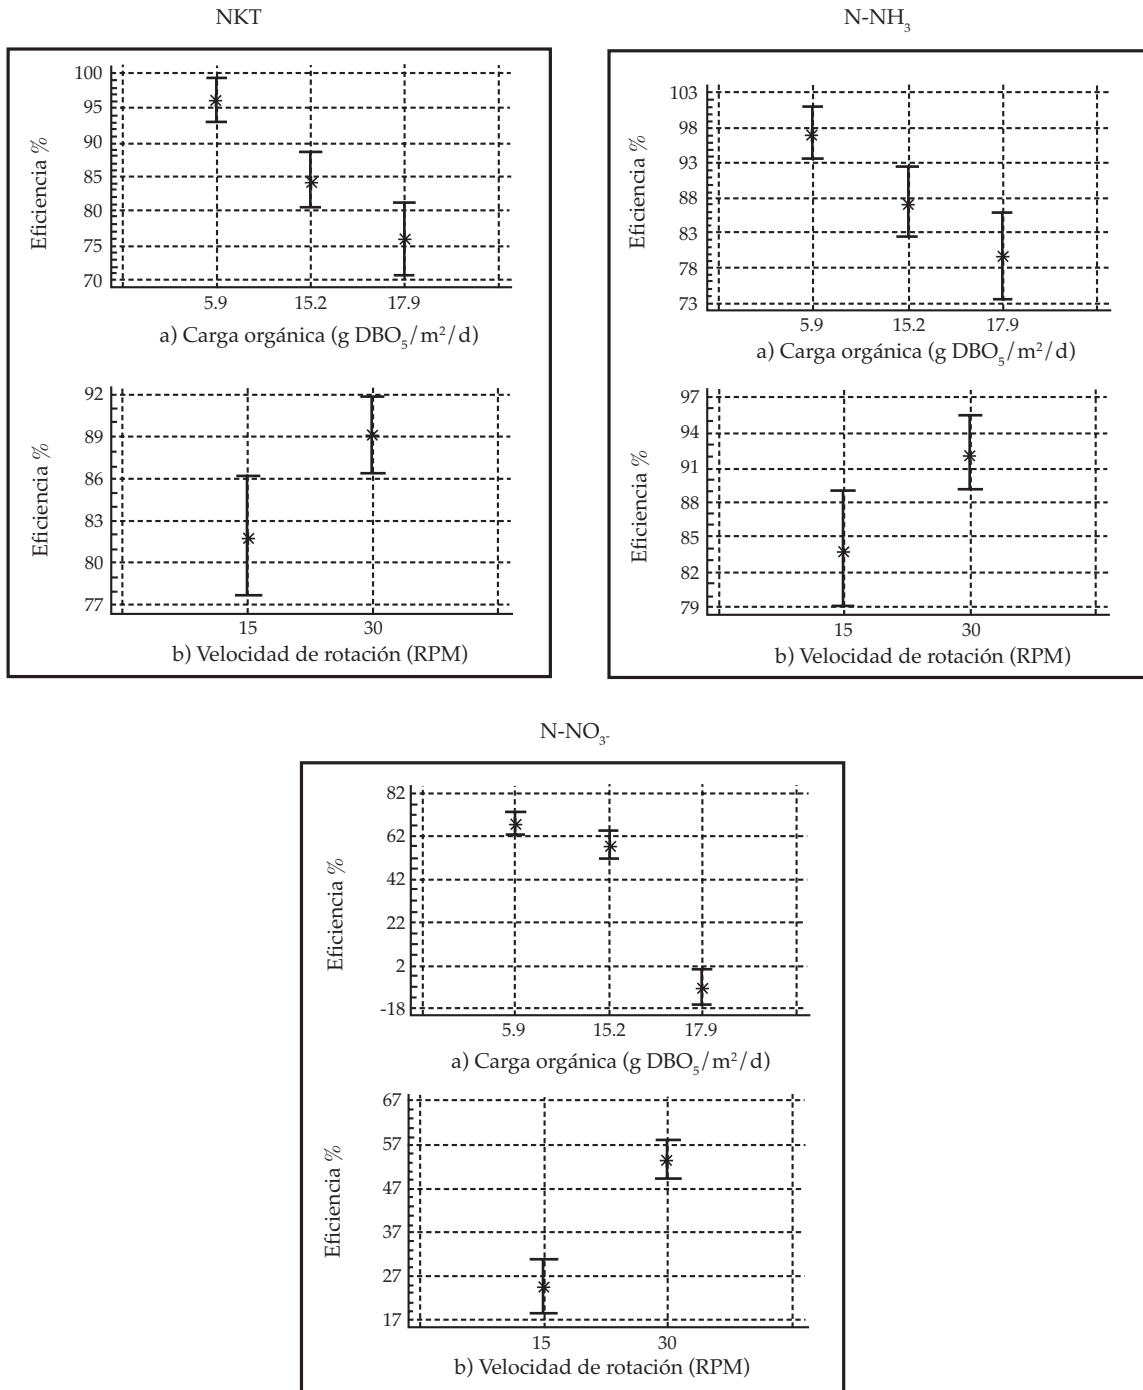 NKT
100
95
90
85
80
75
70
Eficiencia %
5.9 15.2 17.9
a) Carga orgánica (g DBO₅/m²/d)
92
89
86
83
80
77
Eficiencia %
15 30
b) Velocidad de rotación (RPM)
N-NH₃
103
98
93
88
83
78
73
Eficiencia %
5.9 15.2 17.9
a) Carga orgánica (g DBO₅/m²/d)
97
94
91
88
85
82
79
Eficiencia %
15 30
b) Velocidad de rotación (RPM)
N-NO₃-
82
62
42
22
2
-18
Eficiencia %
5.9 15.2 17.9
a) Carga orgánica (g DBO₅/m²/d)
67
57
47
37
27
17
Eficiencia %
15 30
b) Velocidad de rotación (RPM)